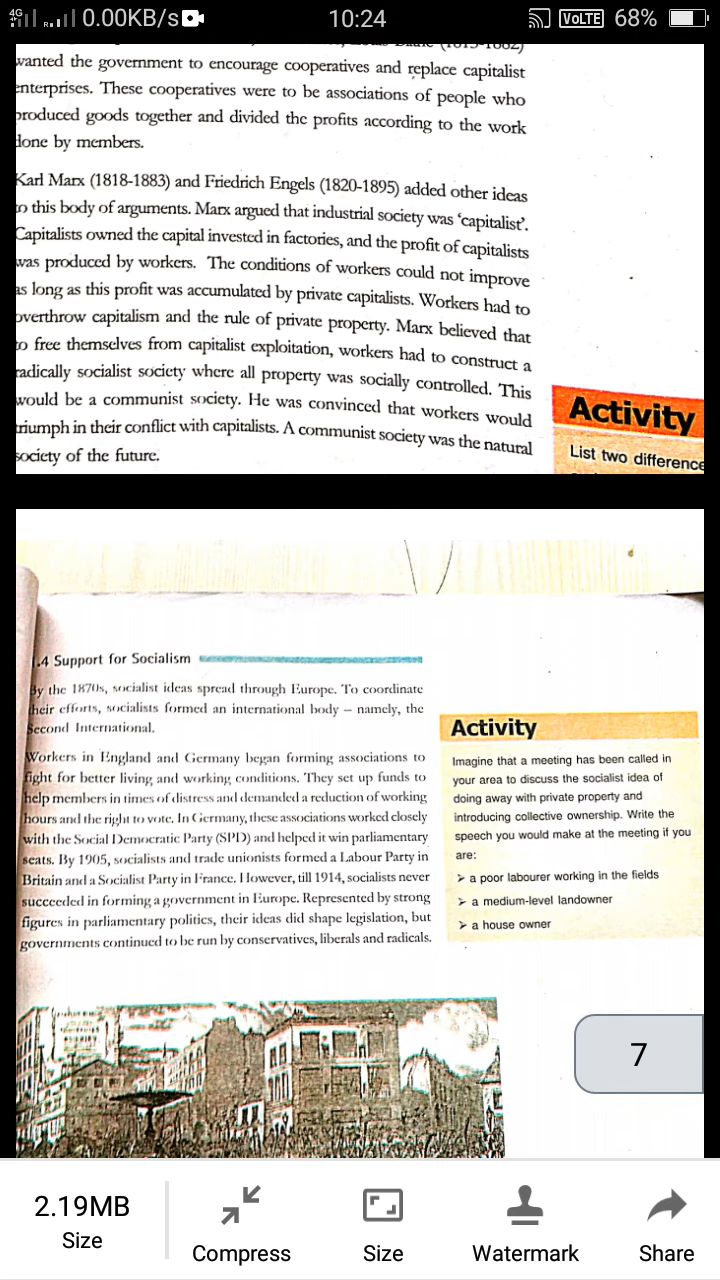 4G
R
0.00KB/s
10:24
VoLTE
68%
wanted the government to encourage cooperatives and replace capitalist
enterprises. These cooperatives were to be associations of people who
produced goods together and divided the profits according to the work
done by members.
Karl Marx (1818-1883) and Friedrich Engels (1820-1895) added other ideas
to this body of arguments. Marx argued that industrial society was ‘capitalist’.
Capitalists owned the capital invested in factories, and the profit of capitalists
was produced by workers. The conditions of workers could not improve
as long as this profit was accumulated by private capitalists. Workers had to
overthrow capitalism and the rule of private property. Marx believed that
to free themselves from capitalist exploitation, workers had to construct a
radically socialist society where all property was socially controlled. This
would be a communist society. He was convinced that workers would
triumph in their conflict with capitalists. A communist society was the natural
society of the future.
Activity
List two difference
.4 Support for Socialism
By the 1870s, socialist ideas spread through Europe. To coordinate
their efforts, socialists formed an international body – namely, the
Second International.
Workers in England and Germany began forming associations to
fight for better living and working conditions. They set up funds to
help members in times of distress and demanded a reduction of working
hours and the right to vote. In Germany, these associations worked closely
with the Social Democratic Party (SPD) and helped it win parliamentary
seats. By 1905, socialists and trade unionists formed a Labour Party in
Britain and a Socialist Party in France. However, till 1914, socialists never
succeeded in forming a government in Europe. Represented by strong
figures in parliamentary politics, their ideas did shape legislation, but
governments continued to be run by conservatives, liberals and radicals.
Activity
Imagine that a meeting has been called in
your area to discuss the socialist idea of
doing away with private property and
introducing collective ownership. Write the
speech you would make at the meeting if you
are:
➢ a poor labourer working in the fields
➢ a medium-level landowner
➢ a house owner
7
2.19MB
Size
Compress
Size
Watermark
Share